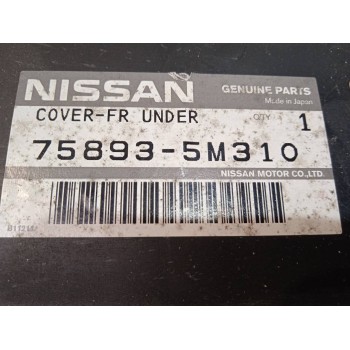 NISSAN GENUINE PARTS
Made in Japan
COVER-FR UNDER QTY 1
75893-5M310
NISSAN MOTOR CO.,LTD.